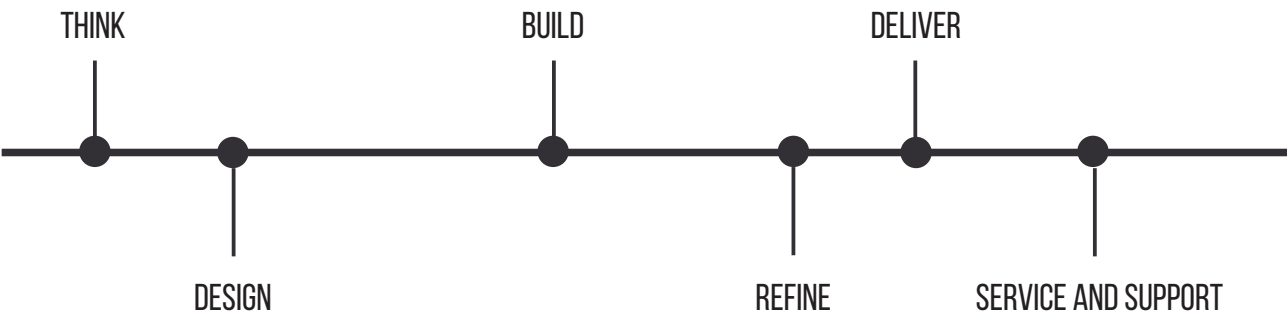 THINK
BUILD
DELIVER
DESIGN
REFINE
SERVICE AND SUPPORT